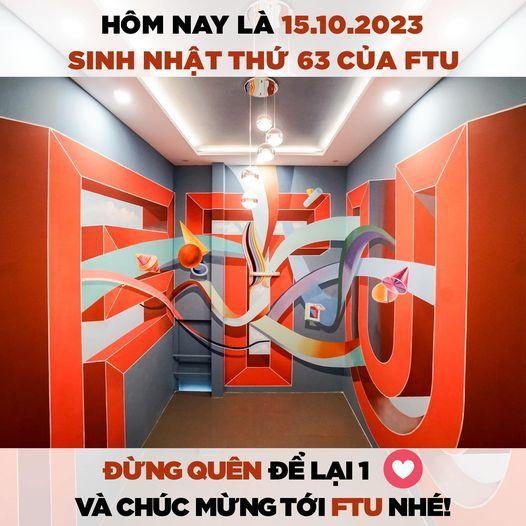 HÔM NAY LÀ 15.10.2023
SINH NHẬT THỨ 63 CỦA FTU
FTU
ĐỪNG QUÊN ĐỂ LẠI 1
VÀ CHÚC MỪNG TỚI FTU NHÉ!